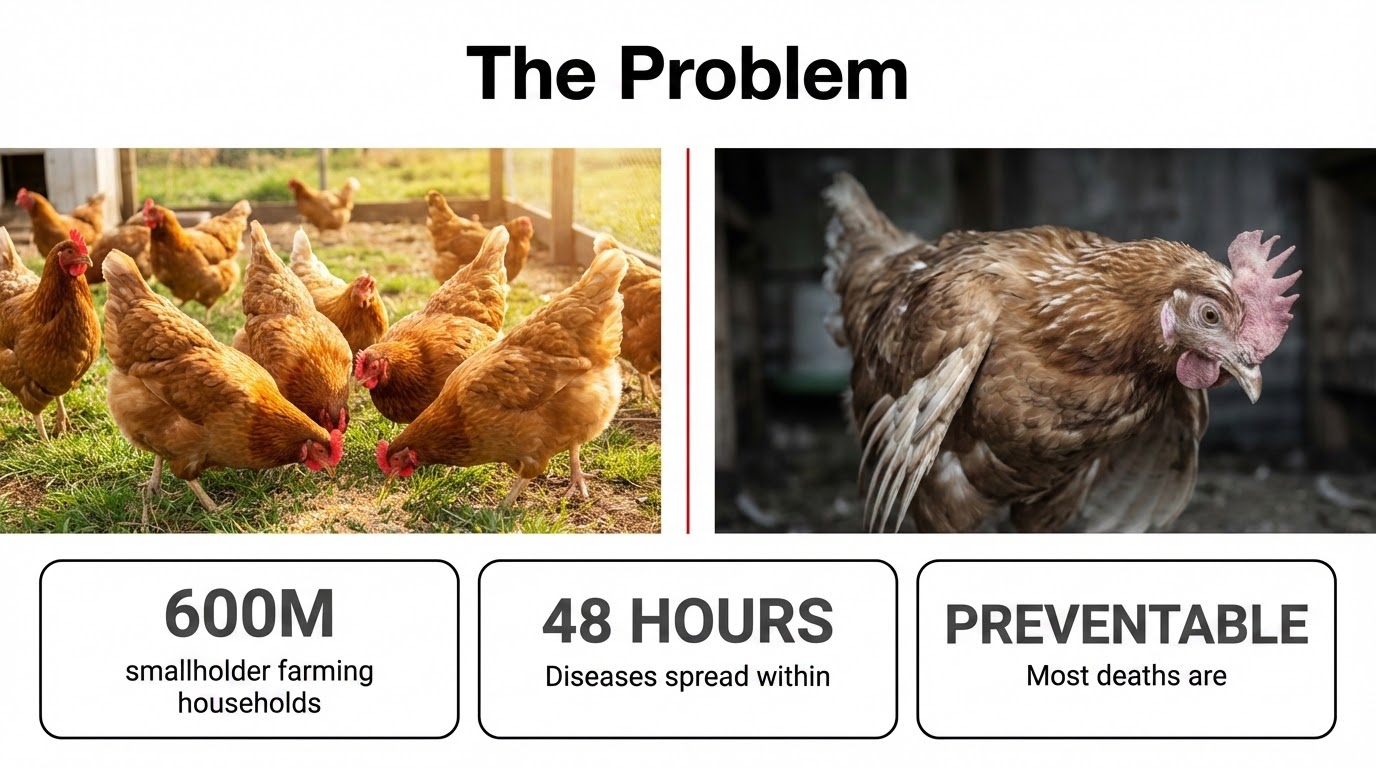 The Problem
600M
smallholder farming
households
48 HOURS
Diseases spread within
PREVENTABLE
Most deaths are